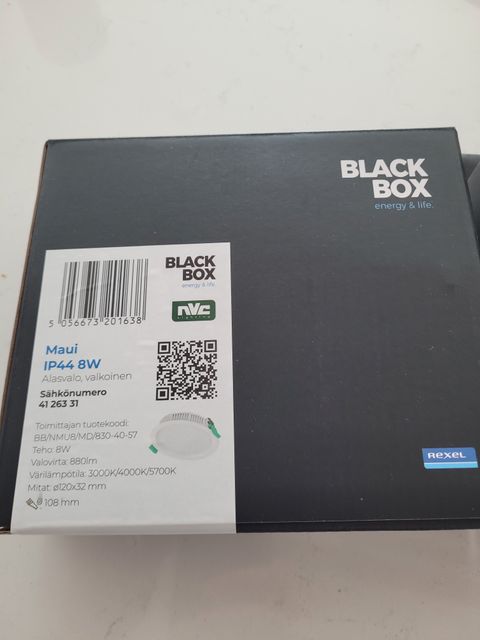 BLACK
BOX
energy & life.
BLACK
BOX
energy & life.
5 056673 201638
nvc
lighting
Maui
IP44 8W
Alasvalo, valkoinen
Sähkönumero
41 263 31
Toimittajan tuotekoodi:
BB/NMU8/MD/830-40-57
Teho: 8W
Valovirta: 880lm
Värilämpötila: 3000K/4000K/5700K
Mitat: ø120x32 mm
108 mm
REXEL